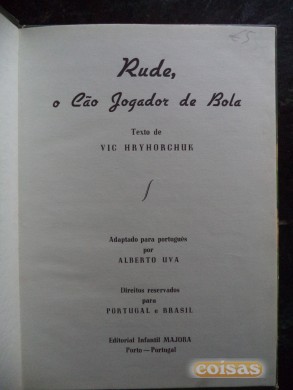 Rude,
o Cão Jogador de Bola
Texto de
VIC HRYHORCHUK
Adaptado para português
por
ALBERTO UVA
Direitos reservados
para
PORTUGAL e BRASIL
Editorial Infantil MAJORA
Porto — Portugal
coisas